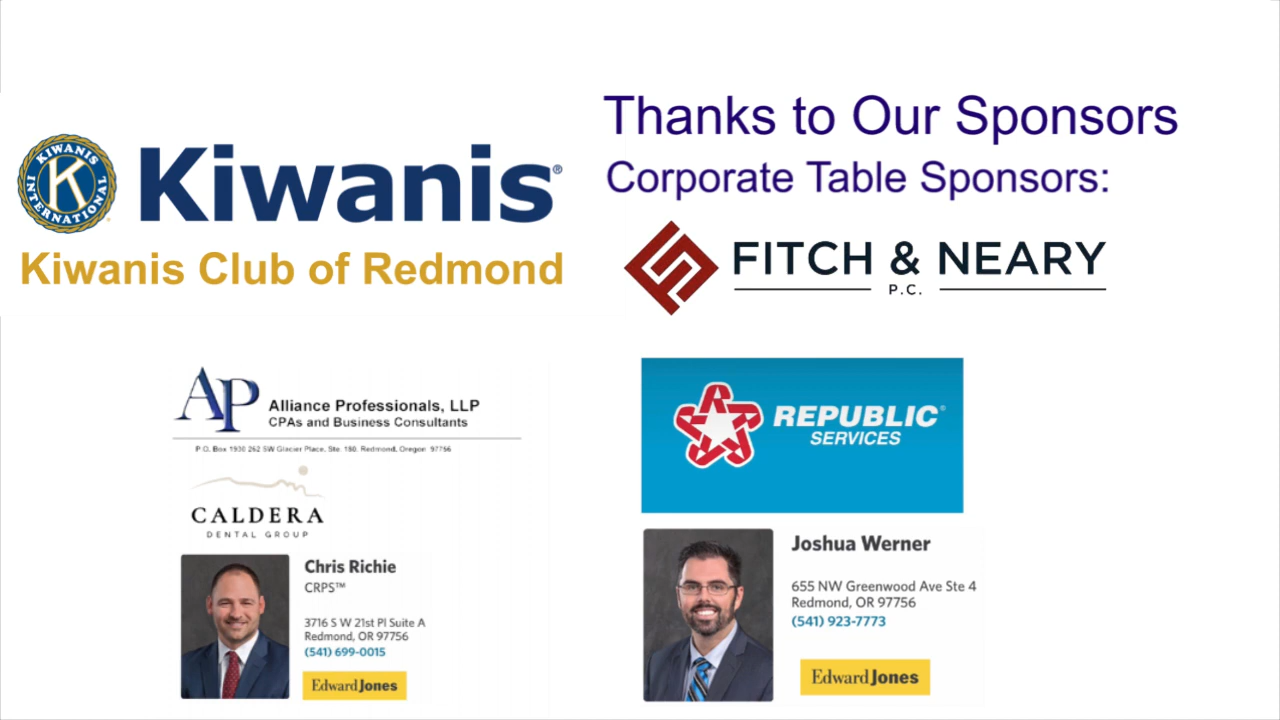 KIWANIS
INTERNATIONAL
K
Kiwanis®
Kiwanis Club of Redmond
Thanks to Our Sponsors
Corporate Table Sponsors:
FITCH & NEARY
P.C.
AP
Alliance Professionals, LLP
CPAs and Business Consultants
P.O. Box 1930 262 SW Glacier Place, Ste. 180, Redmond, Oregon 97756
CALDERA
DENTAL GROUP
REPUBLIC®
SERVICES
Chris Richie
CRPS™
3716 S W 21st Pl Suite A
Redmond, OR 97756
(541) 699-0015
Edward Jones
Joshua Werner
655 NW Greenwood Ave Ste 4
Redmond, OR 97756
(541) 923-7773
Edward Jones